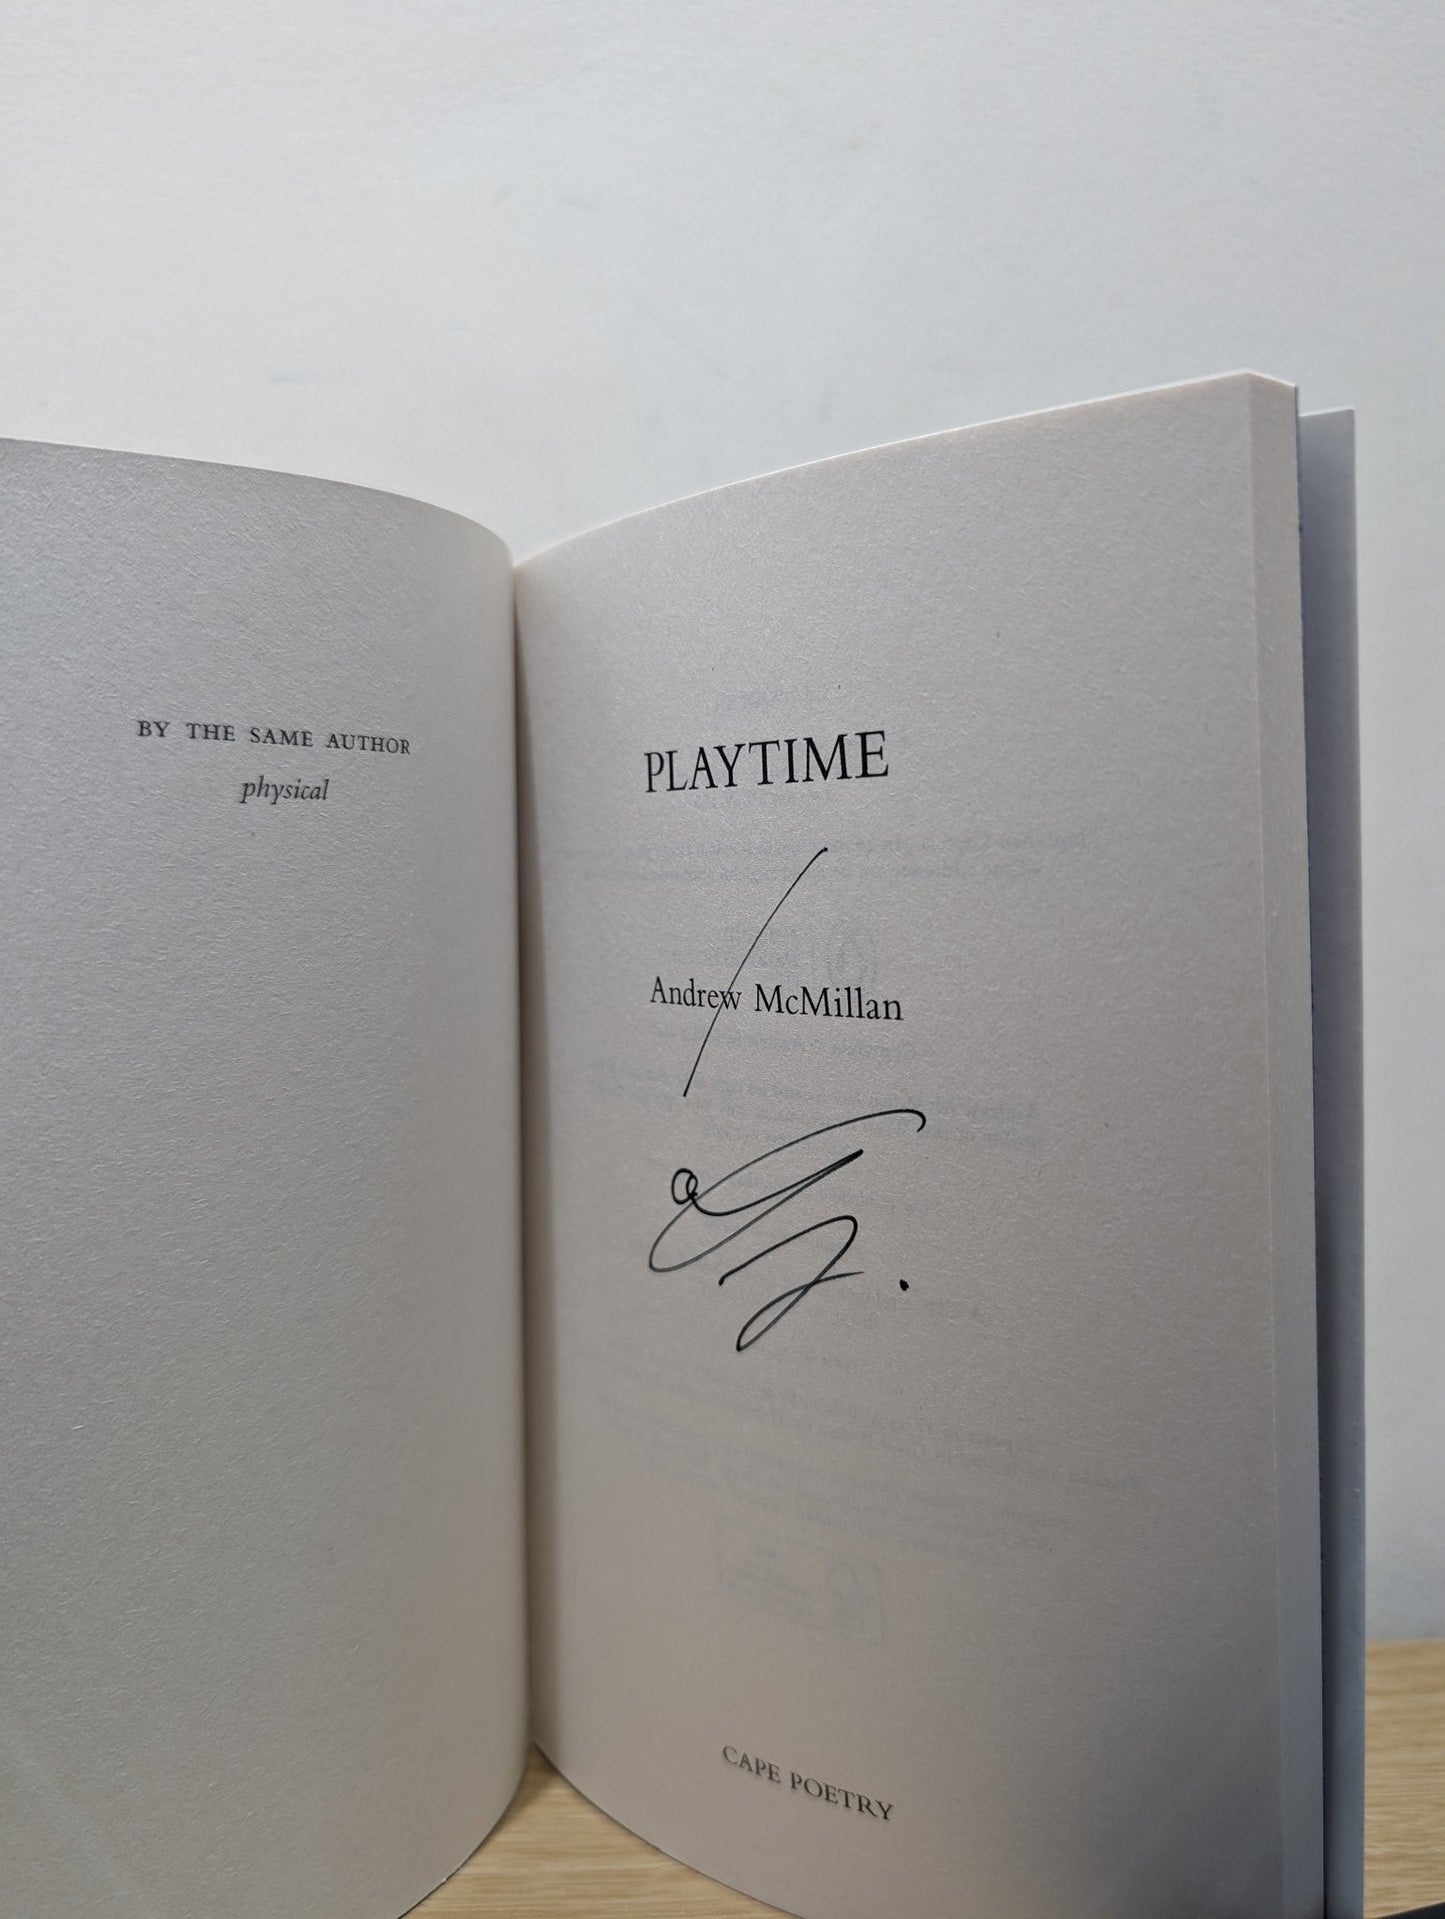 BY THE SAME AUTHOR
physical
PLAYTIME
Andrew McMillan
CAPE POETRY